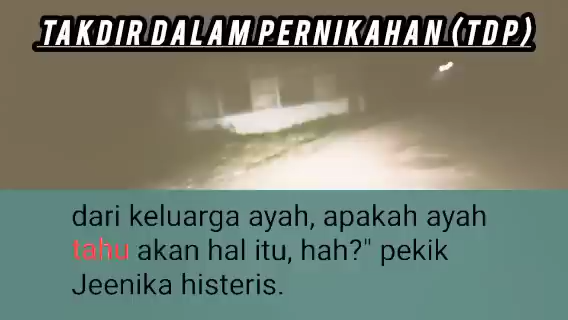 TAKDIR DALAM PERNIKAHAN (TDP)
dari keluarga ayah, apakah ayah
tahu akan hal itu, hah?" pekik
Jeenika histeris.